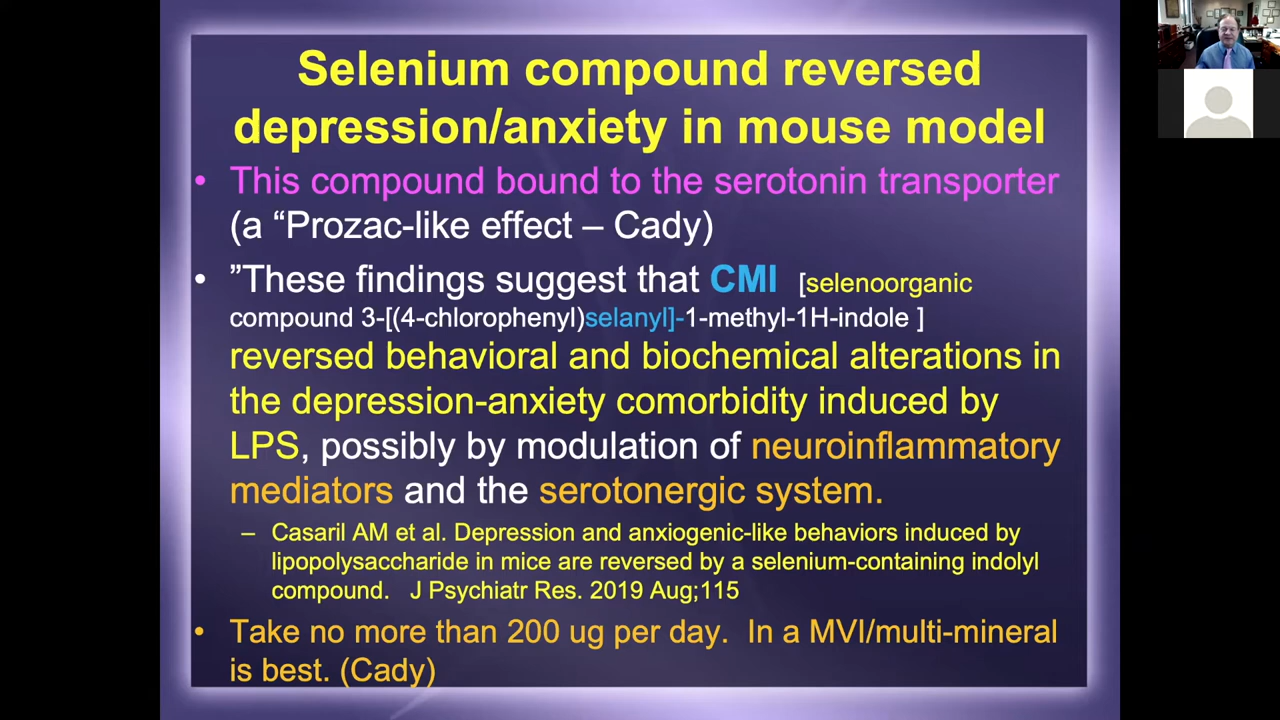 Selenium compound reversed
depression/anxiety in mouse model
• This compound bound to the serotonin transporter
(a “Prozac-like effect – Cady)
• ”These findings suggest that CMI [selenoorganic
compound 3-[(4-chlorophenyl)selanyl]-1-methyl-1H-indole ]
reversed behavioral and biochemical alterations in
the depression-anxiety comorbidity induced by
LPS, possibly by modulation of neuroinflammatory
mediators and the serotonergic system.
– Casaril AM et al. Depression and anxiogenic-like behaviors induced by
lipopolysaccharide in mice are reversed by a selenium-containing indolyl
compound. J Psychiatr Res. 2019 Aug;115
• Take no more than 200 ug per day. In a MVI/multi-mineral
is best. (Cady)